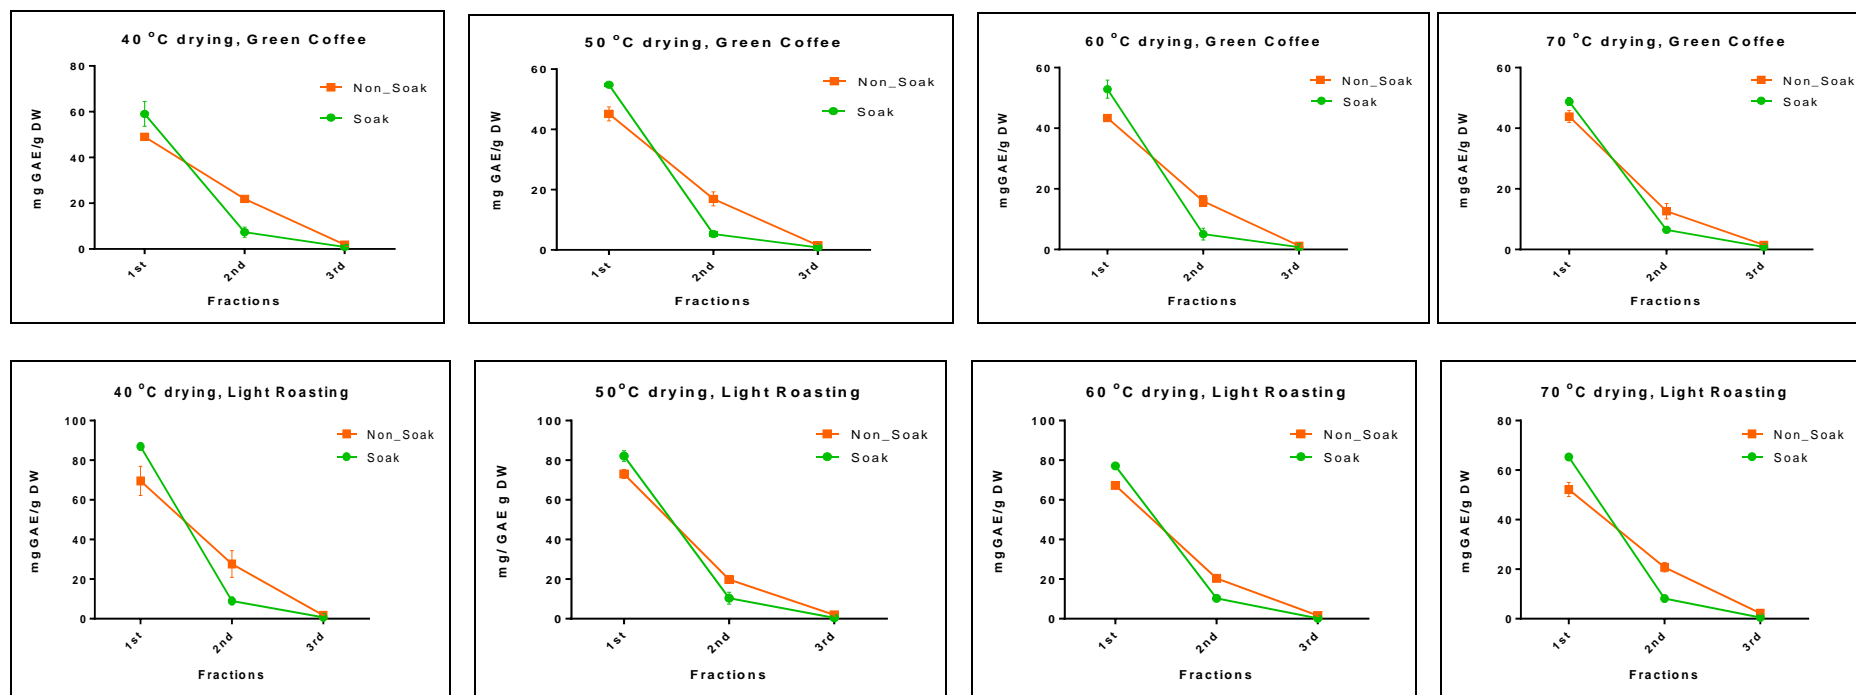 40 °C drying, Green Coffee
mg GAE/g DW
80
60
40
20
0
Non_Soak
Soak
1st
2nd
3rd
Fractions
50 °C drying, Green Coffee
mg GAE/g DW
60
40
20
0
Non_Soak
Soak
1st
2nd
3rd
Fractions
60 °C drying, Green Coffee
mgGAE/g DW
60
40
20
0
Non_Soak
Soak
1st
2nd
3rd
Fractions
70 °C drying, Green Coffee
mgGAE/g DW
60
40
20
0
Non_Soak
Soak
1st
2nd
3rd
Fractions
40 °C drying, Light Roasting
mgGAE/g DW
100
80
60
40
20
0
Non_Soak
Soak
1st
2nd
3rd
Fractions
50°C drying, Light Roasting
mg/ GAE g DW
100
80
60
40
20
0
Non_Soak
Soak
1st
2nd
3rd
Fractions
60 °C drying, Light Roasting
mgGAE/g DW
100
80
60
40
20
0
Non_Soak
Soak
1st
2nd
3rd
Fractions
70 °C drying, Light Roasting
mgGAE/g DW
80
60
40
20
0
Non_Soak
Soak
1st
2nd
3rd
Fractions